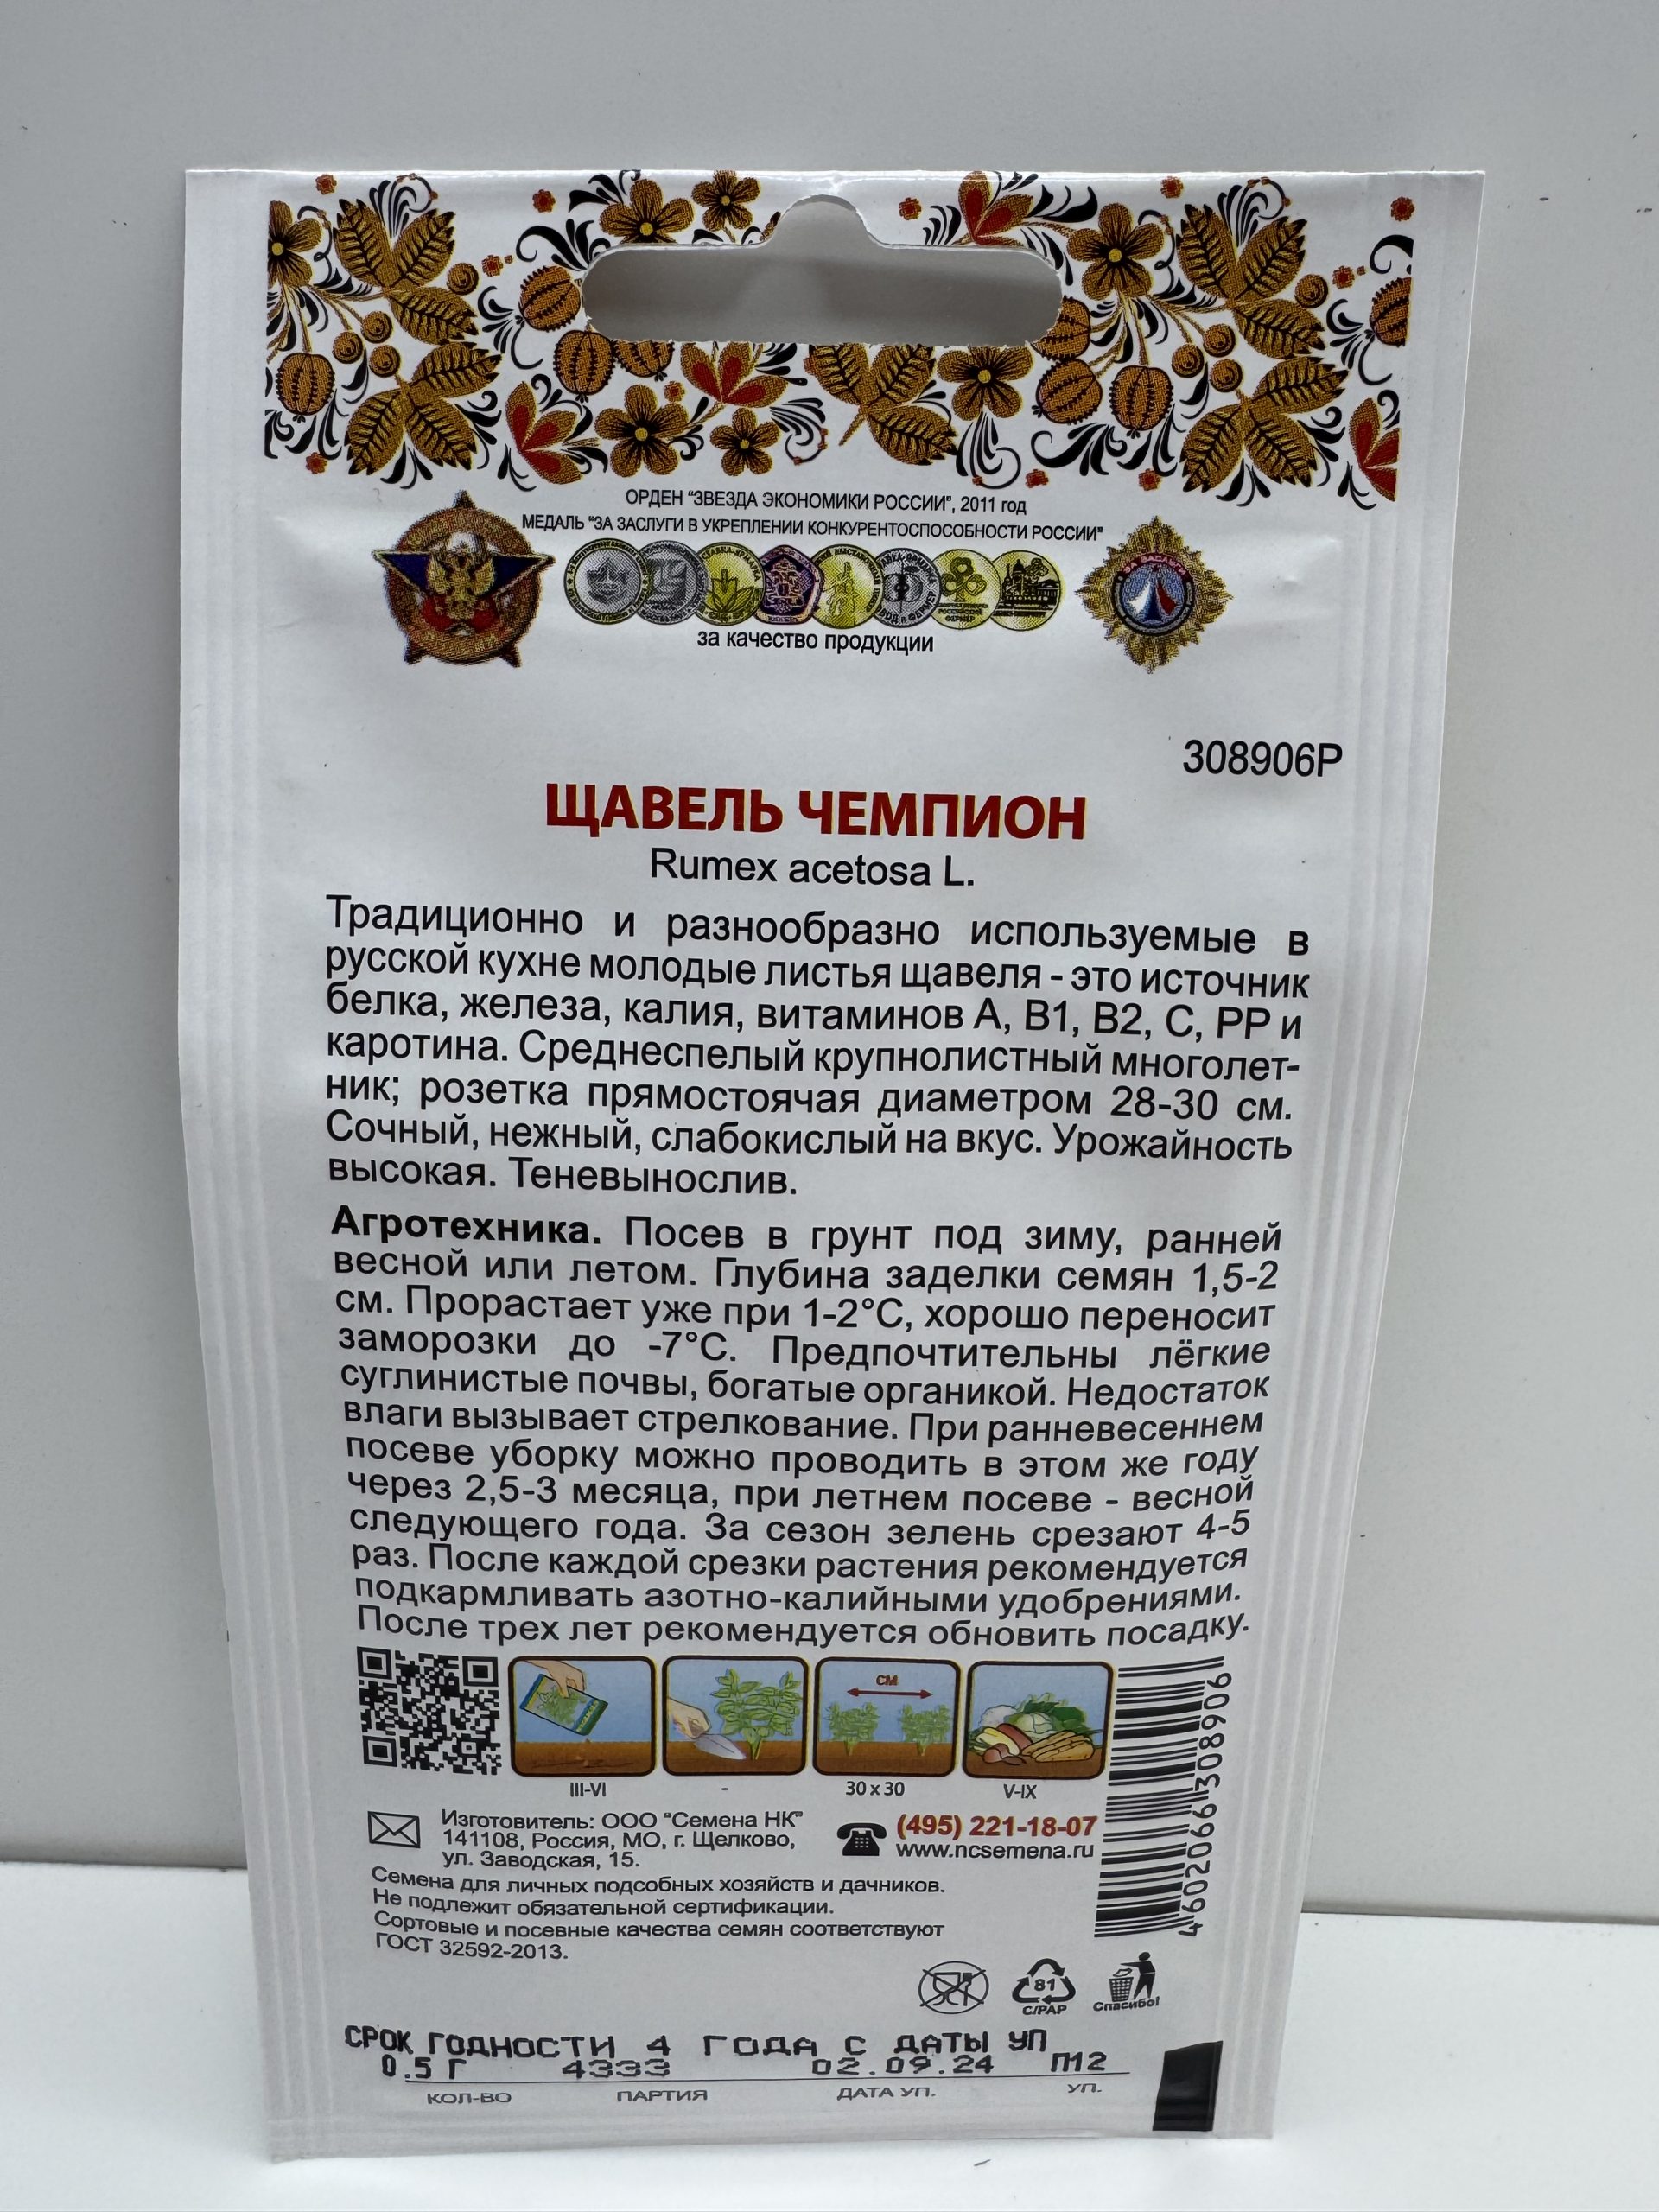 ОРДЕН "ЗВЕЗДА ЭКОНОМИКИ РОССИИ", 2011 год
МЕДАЛЬ "ЗА ЗАСЛУГИ В УКРЕПЛЕНИИ КОНКУРЕНТОСПОСОБНОСТИ РОССИИ"
ЗА ЗАСЛУГИ
за качество продукции
308906Р
ЩАВЕЛЬ ЧЕМПИОН
Rumex acetosa L.
Традиционно и разнообразно используемые в
русской кухне молодые листья щавеля - это источник
белка, железа, калия, витаминов А, В1, В2, С, РР и
каротина. Среднеспелый крупнолистный многолет-
ник; розетка прямостоячая диаметром 28-30 см.
Сочный, нежный, слабокислый на вкус. Урожайность
высокая. Теневынослив.
Агротехника. Посев в грунт под зиму, ранней
весной или летом. Глубина заделки семян 1,5-2
см. Прорастает уже при 1-2°С, хорошо переносит
заморозки до -7°С. Предпочтительны лёгкие
суглинистые почвы, богатые органикой. Недостаток
влаги вызывает стрелкование. При ранневесеннем
посеве уборку можно проводить в этом же году
через 2,5-3 месяца, при летнем посеве - весной
следующего года. За сезон зелень срезают 4-5
раз. После каждой срезки растения рекомендуется
подкармливать азотно-калийными удобрениями.
После трех лет рекомендуется обновить посадку.
СМ
III-VI
-
30 x 30
V-IX
4602066308906
Изготовитель: ООО "Семена НК"
141108, Россия, МО, г. Щелково,
ул. Заводская, 15.
(495) 221-18-07
www.ncsemena.ru
Семена для личных подсобных хозяйств и дачников.
Не подлежит обязательной сертификации.
Сортовые и посевные качества семян соответствуют
ГОСТ 32592-2013.
81
C/PAP
Спасибо!
СРОК ГОДНОСТИ 4 ГОДА С ДАТЫ УП
0.5 Г 4333 02.09.24 П12
КОЛ-ВО ПАРТИЯ ДАТА УП. УП.